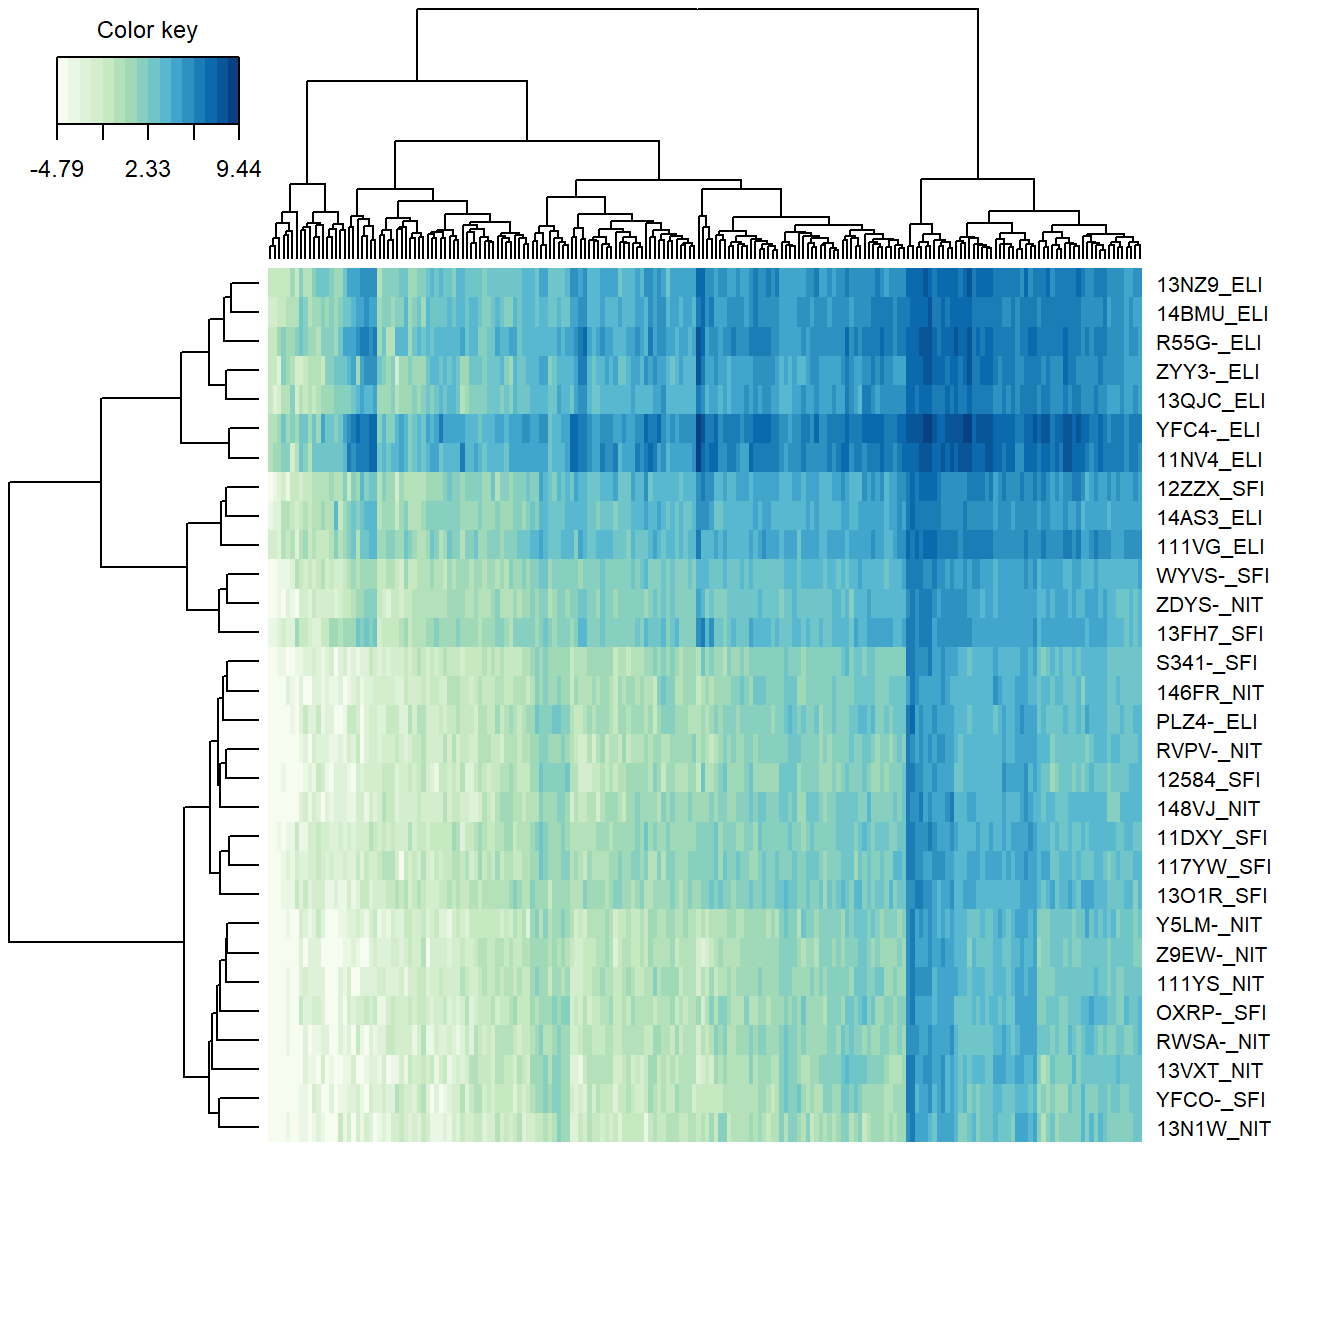 Color key
-4.79 2.33 9.44
13NZ9_ELI
14BMU_ELI
R55G-_ELI
ZYY3-_ELI
13QJC_ELI
YFC4-_ELI
11NV4_ELI
12ZZX_SFI
14AS3_ELI
111VG_ELI
WYVS-_SFI
ZDYS-_NIT
13FH7_SFI
S341-_SFI
146FR_NIT
PLZ4-_ELI
RVPV-_NIT
12584_SFI
148VJ_NIT
11DXY_SFI
117YW_SFI
13O1R_SFI
Y5LM-_NIT
Z9EW-_NIT
111YS_NIT
OXRP-_SFI
RWSA-_NIT
13VXT_NIT
YFCO-_SFI
13N1W_NIT